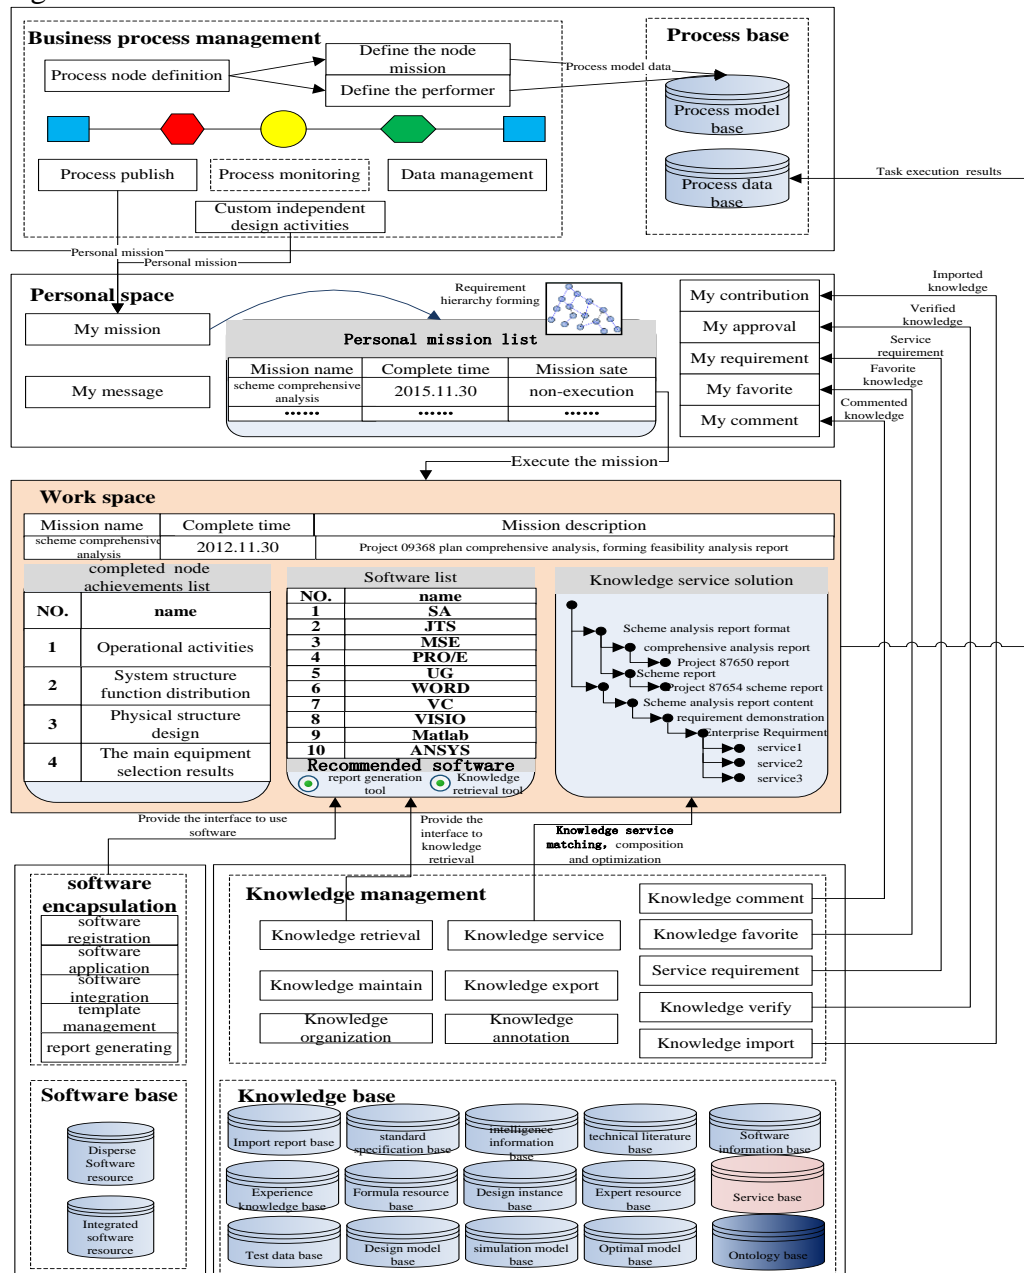 Business process management
Process node definition
Define the node
mission
Define the performer
Process model data
Process base
Process model
base
Process data
base
Process publish
Process monitoring
Data management
Custom independent
design activities
Task execution results
Personal mission
Personal mission
Personal space
My mission
My message
Requirement
hierarchy forming
Personal mission list
Mission name
Complete time
Mission sate
scheme comprehensive
analysis
2015.11.30
non-execution
......
......
......
My contribution
My approval
My requirement
My favorite
My comment
Imported
knowledge
Verified
knowledge
Service
requirement
Favorite
knowledge
Commented
knowledge
Execute the mission
Work space
Mission name
Complete time
Mission description
scheme comprehensive
analysis
2012.11.30
Project 09368 plan comprehensive analysis, forming feasibility analysis report
completed node
achievements list
NO.
name
1
Operational activities
2
System structure
function distribution
3
Physical structure
design
4
The main equipment
selection results
Software list
NO.
name
1
SA
2
JTS
3
MSE
4
PRO/E
5
UG
6
WORD
7
VC
8
VISIO
9
Matlab
10
ANSYS
Recommended software
report generation
tool
Knowledge
retrieval tool
Knowledge service solution
Scheme analysis report format
comprehensive analysis report
Project 87650 report
Scheme report
Project 87654 scheme report
Scheme analysis report content
requirement demonstration
Enterprise Requirment
service1
service2
service3
Provide the interface to use
software
Provide the
interface to
knowledge
retrieval
Knowledge service
matching, composition
and optimization
software
encapsulation
software
registration
software
application
software
integration
template
management
report generating
Software base
Disperse
Software
resource
Integrated
software
resource
Knowledge management
Knowledge retrieval
Knowledge service
Knowledge maintain
Knowledge export
Knowledge
organization
Knowledge
annotation
Knowledge comment
Knowledge favorite
Service requirement
Knowledge verify
Knowledge import
Knowledge base
Import report base
standard
specification base
intelligence
information
base
technical literature
base
Software
information base
Experience
knowledge base
Formula resource
base
Design instance
base
Expert resource
base
Service base
Test data base
Design model
base
simulation model
base
Optimal model
base
Ontology base